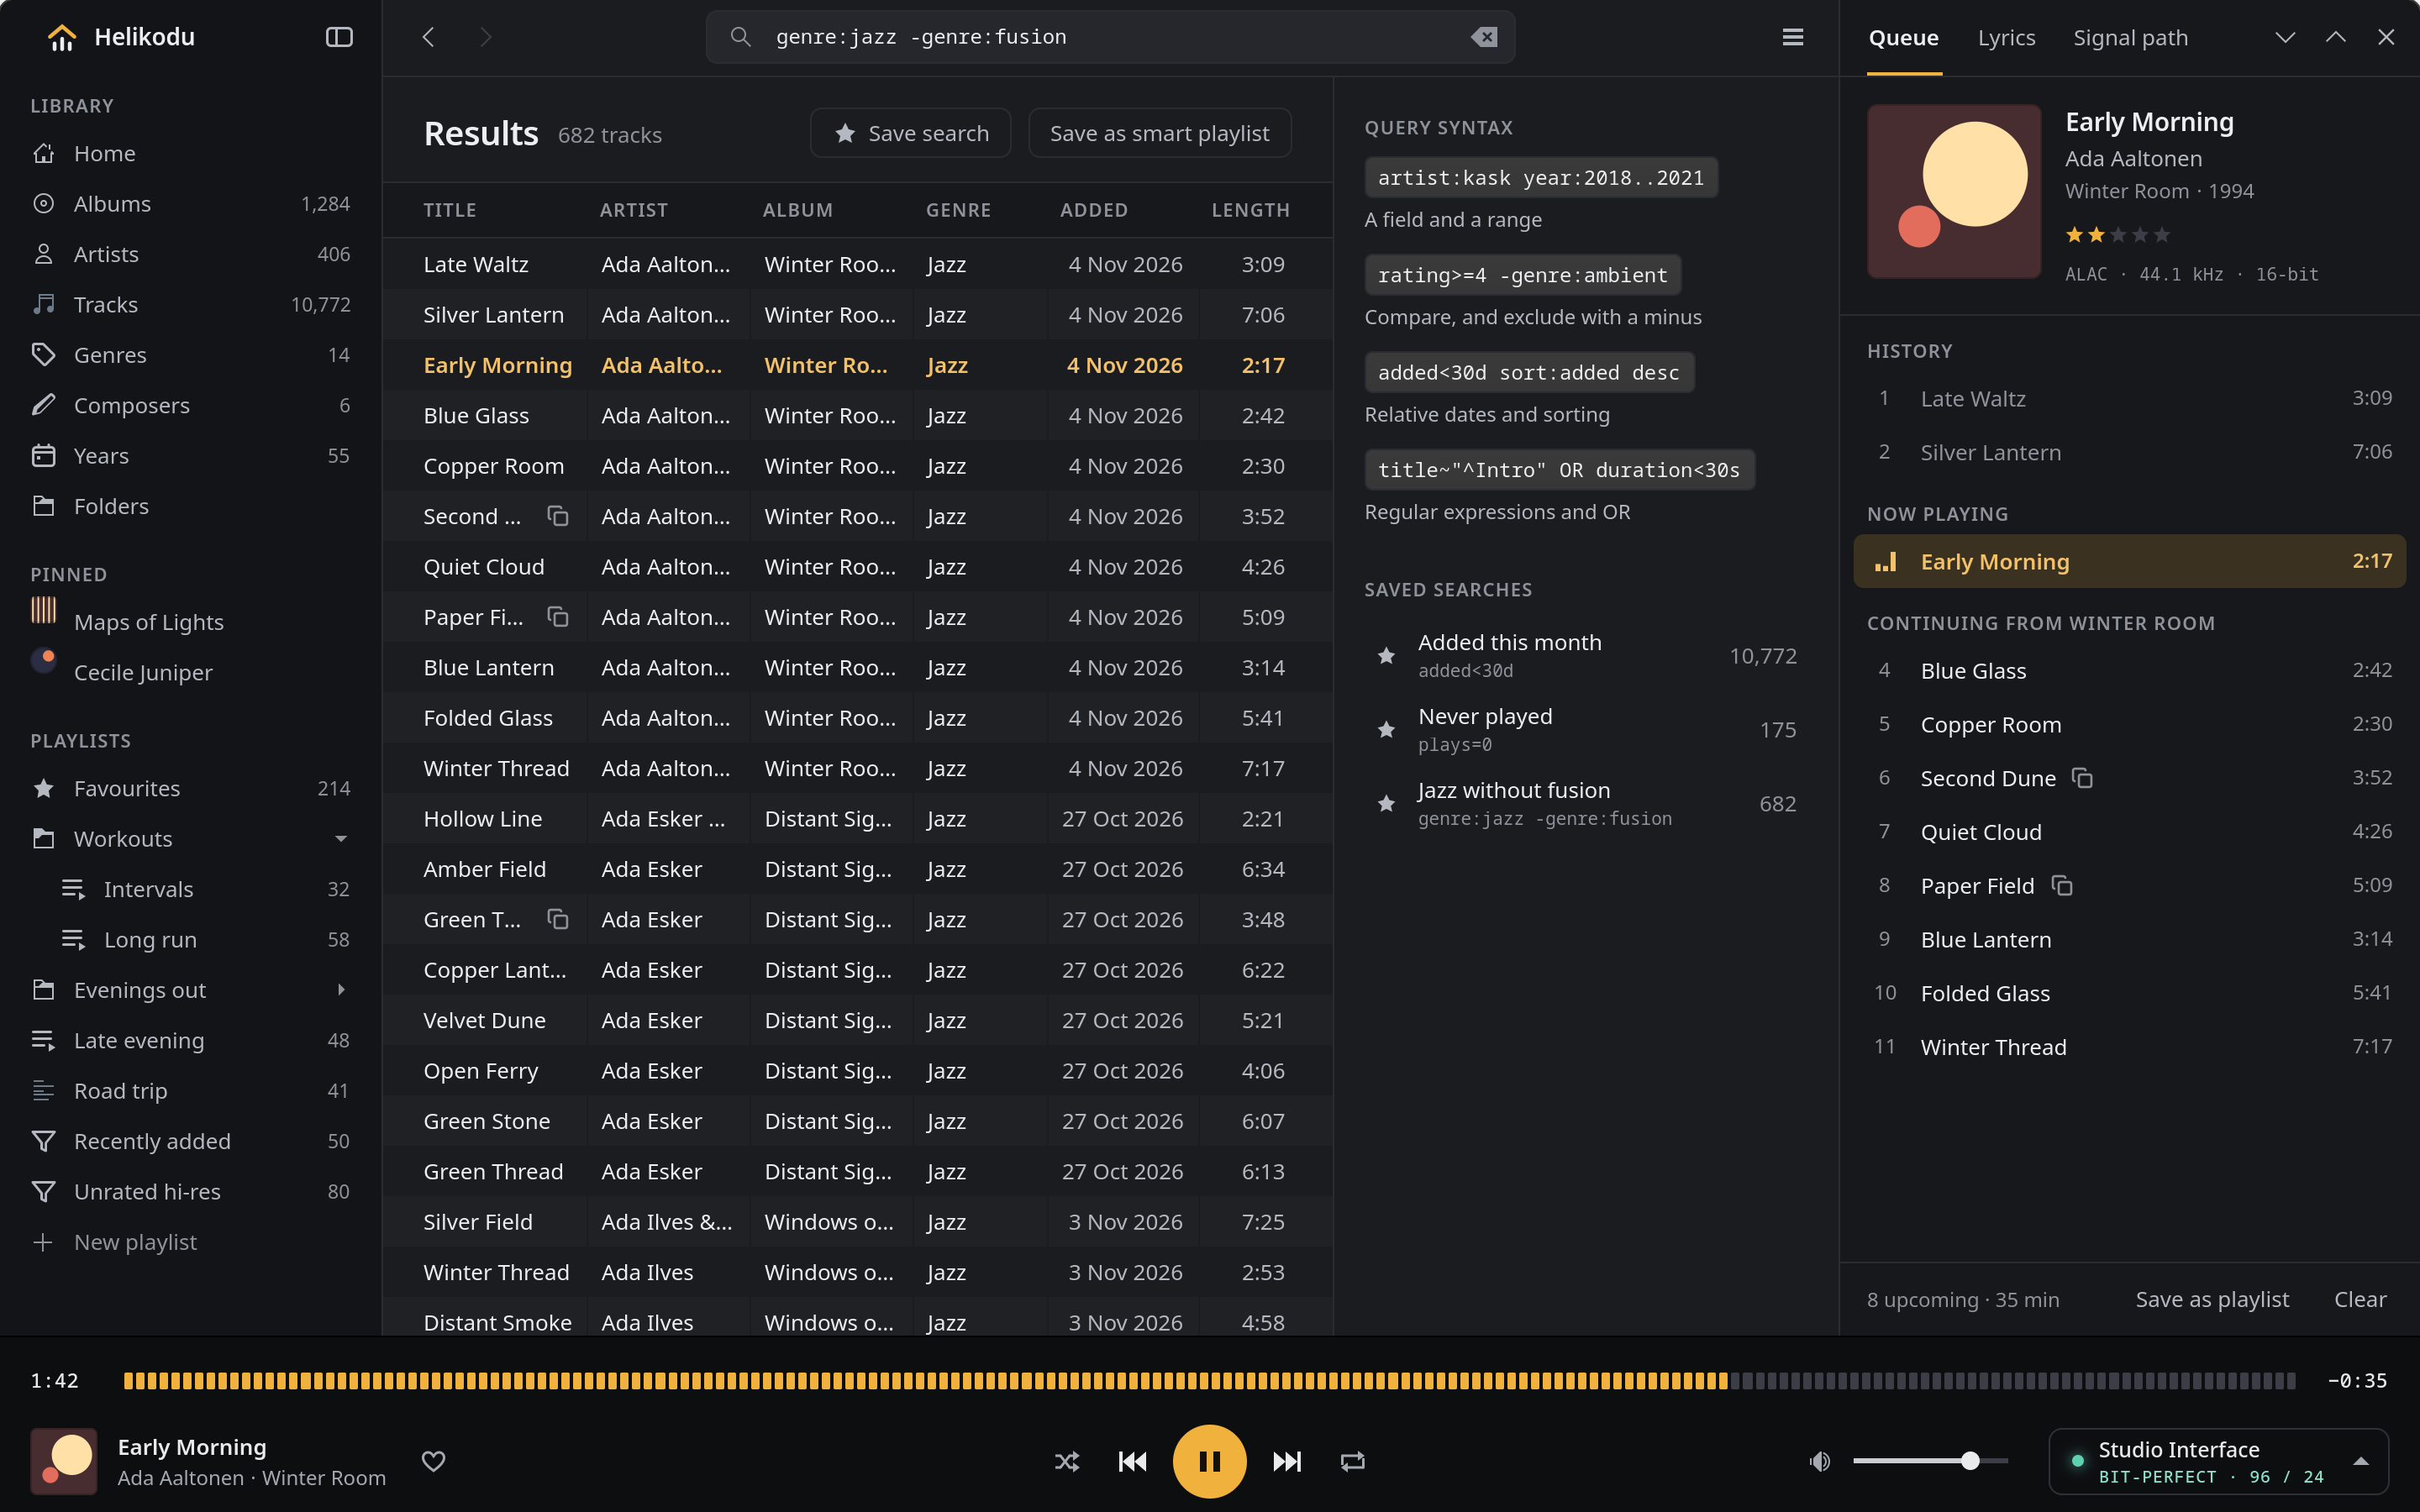 Helikodu
LIBRARY
Home
Albums 1,284
Artists 406
Tracks 10,772
Genres 14
Composers 6
Years 55
Folders
PINNED
Maps of Lights
Cecile Juniper
PLAYLISTS
Favourites 214
Workouts
Intervals 32
Long run 58
Evenings out
Late evening 48
Road trip 41
Recently added 50
Unrated hi-res 80
New playlist
genre:jazz -genre:fusion
Results 682 tracks Save search Save as smart playlist
TITLE ARTIST ALBUM GENRE ADDED LENGTH
Late Waltz Ada Aalton... Winter Roo... Jazz 4 Nov 2026 3:09
Silver Lantern Ada Aalton... Winter Roo... Jazz 4 Nov 2026 7:06
Early Morning Ada Aalto... Winter Ro... Jazz 4 Nov 2026 2:17
Blue Glass Ada Aalton... Winter Roo... Jazz 4 Nov 2026 2:42
Copper Room Ada Aalton... Winter Roo... Jazz 4 Nov 2026 2:30
Second ... Ada Aalton... Winter Roo... Jazz 4 Nov 2026 3:52
Quiet Cloud Ada Aalton... Winter Roo... Jazz 4 Nov 2026 4:26
Paper Fi... Ada Aalton... Winter Roo... Jazz 4 Nov 2026 5:09
Blue Lantern Ada Aalton... Winter Roo... Jazz 4 Nov 2026 3:14
Folded Glass Ada Aalton... Winter Roo... Jazz 4 Nov 2026 5:41
Winter Thread Ada Aalton... Winter Roo... Jazz 4 Nov 2026 7:17
Hollow Line Ada Esker ... Distant Sig... Jazz 27 Oct 2026 2:21
Amber Field Ada Esker Distant Sig... Jazz 27 Oct 2026 6:34
Green T... Ada Esker Distant Sig... Jazz 27 Oct 2026 3:48
Copper Lant... Ada Esker Distant Sig... Jazz 27 Oct 2026 6:22
Velvet Dune Ada Esker Distant Sig... Jazz 27 Oct 2026 5:21
Open Ferry Ada Esker Distant Sig... Jazz 27 Oct 2026 4:06
Green Stone Ada Esker Distant Sig... Jazz 27 Oct 2026 6:07
Green Thread Ada Esker Distant Sig... Jazz 27 Oct 2026 6:13
Silver Field Ada Ilves &... Windows o... Jazz 3 Nov 2026 7:25
Winter Thread Ada Ilves Windows o... Jazz 3 Nov 2026 2:53
Distant Smoke Ada Ilves Windows o... Jazz 3 Nov 2026 4:58
QUERY SYNTAX
artist:kask year:2018..2021
A field and a range
rating>=4 -genre:ambient
Compare, and exclude with a minus
added<30d sort:added desc
Relative dates and sorting
title~"^Intro" OR duration<30s
Regular expressions and OR
SAVED SEARCHES
Added this month 10,772
added<30d
Never played 175
plays=0
Jazz without fusion 682
genre:jazz -genre:fusion
Queue Lyrics Signal path
Early Morning
Ada Aaltonen
Winter Room · 1994
ALAC · 44.1 kHz · 16-bit
HISTORY
1 Late Waltz 3:09
2 Silver Lantern 7:06
NOW PLAYING
Early Morning 2:17
CONTINUING FROM WINTER ROOM
4 Blue Glass 2:42
5 Copper Room 2:30
6 Second Dune 3:52
7 Quiet Cloud 4:26
8 Paper Field 5:09
9 Blue Lantern 3:14
10 Folded Glass 5:41
11 Winter Thread 7:17
8 upcoming · 35 min Save as playlist Clear
1:42 −0:35
Early Morning
Ada Aaltonen · Winter Room
Studio Interface
BIT-PERFECT · 96 / 24